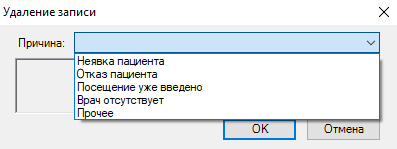 Удаление записи
Причина:
Неявка пациента
Отказ пациента
Посещение уже введено
Врач отсутствует
Прочее
OK
Отмена